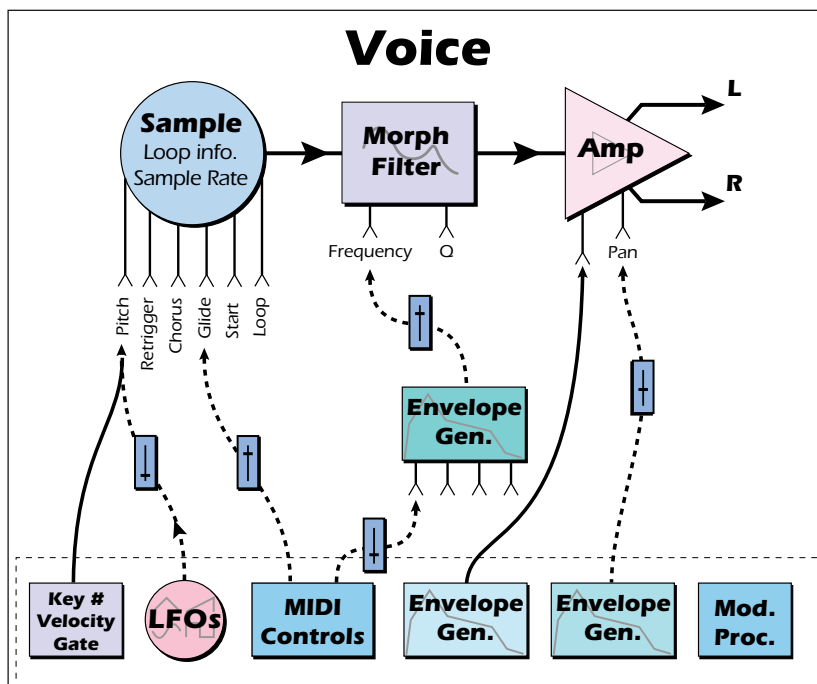 Voice
L
Sample
Loop info.
Sample Rate
Morph
Filter
Amp
R
Frequency
Q
Pan
Pitch
Retrigger
Chorus
Glide
Start
Loop
Envelope
Gen.
Key #
Velocity
Gate
LFOs
MIDI
Controls
Envelope
Gen.
Envelope
Gen.
Mod.
Proc.